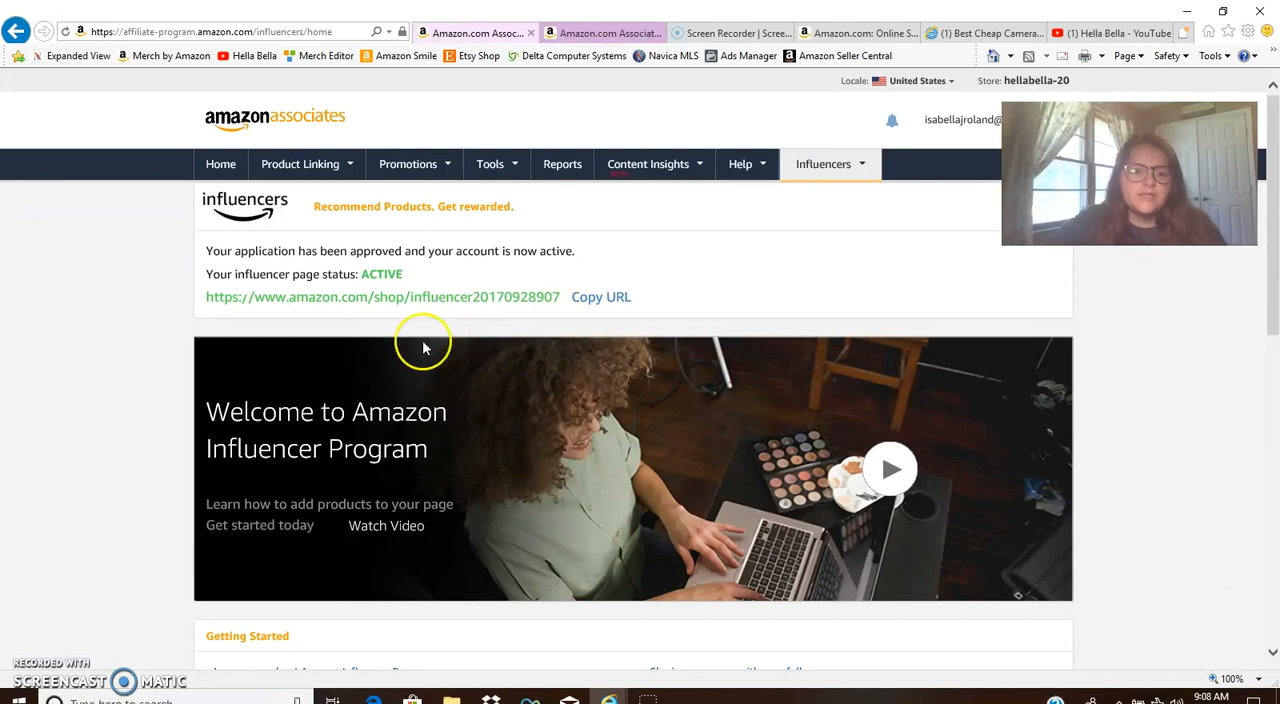 https://affiliate-program.amazon.com/influencers/home
Amazon.com Assoc...
Amazon.com Associat...
Screen Recorder | Scree...
Amazon.com: Online S...
(1) Best Cheap Camera...
(1) Hella Bella - YouTube
Expanded View
Merch by Amazon
Hella Bella
Merch Editor
Amazon Smile
Etsy Shop
Delta Computer Systems
Navica MLS
Ads Manager
Amazon Seller Central
Page
Safety
Tools
Locale: United States
Store: hellabella-20
amazonassociates
isabellajroland@
Home
Product Linking
Promotions
Tools
Reports
Content Insights
Help
Influencers
influencers
Recommend Products. Get rewarded.
Your application has been approved and your account is now active.
Your influencer page status: ACTIVE
https://www.amazon.com/shop/influencer20170928907 Copy URL
Welcome to Amazon
Influencer Program
Learn how to add products to your page
Get started today Watch Video
Getting Started
RECORDED WITH
SCREENCAST MATIC
100%
Type here to search
9:08 AM